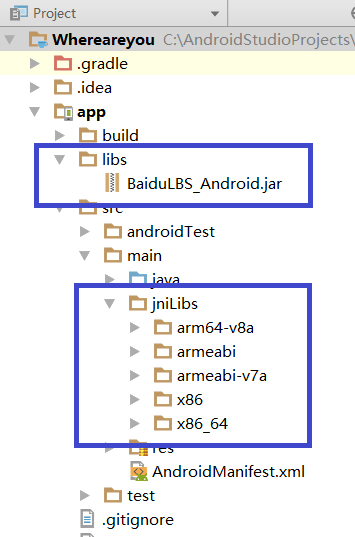 Project
Whereareyou C:\AndroidStudioProjects\
.gradle
.idea
app
build
libs
BaiduLBS_Android.jar
src
androidTest
main
java
jniLibs
arm64-v8a
armeabi
armeabi-v7a
x86
x86_64
res
AndroidManifest.xml
test
.gitignore